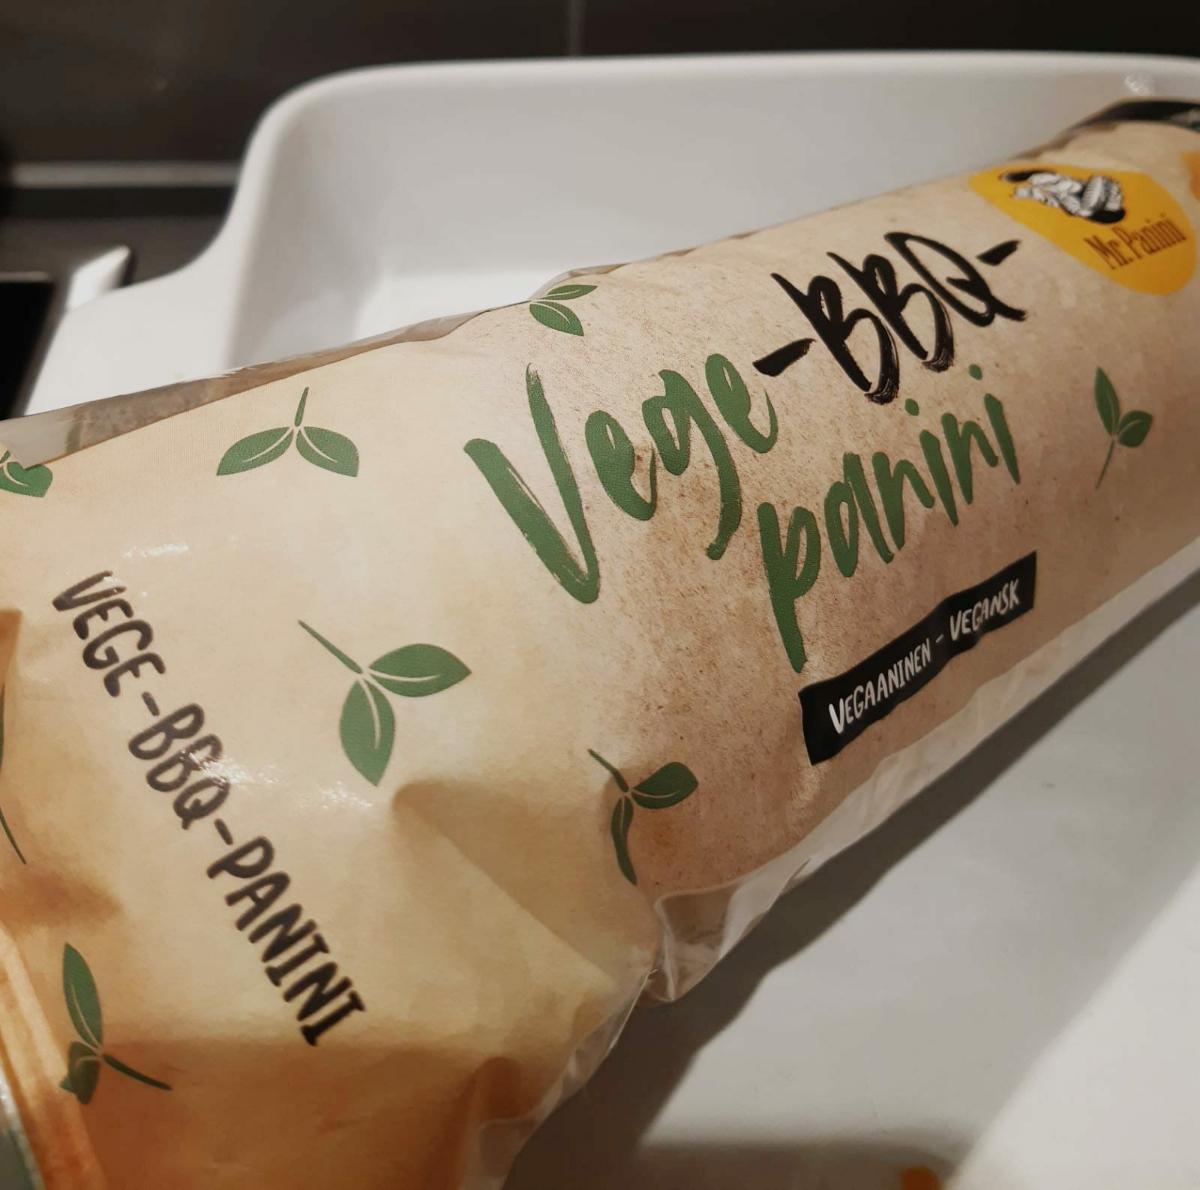 Mr. Panini
Vege-BBQ-
panini
VEGAANINEN - VEGANSK
VEGE-BBQ-PANINI